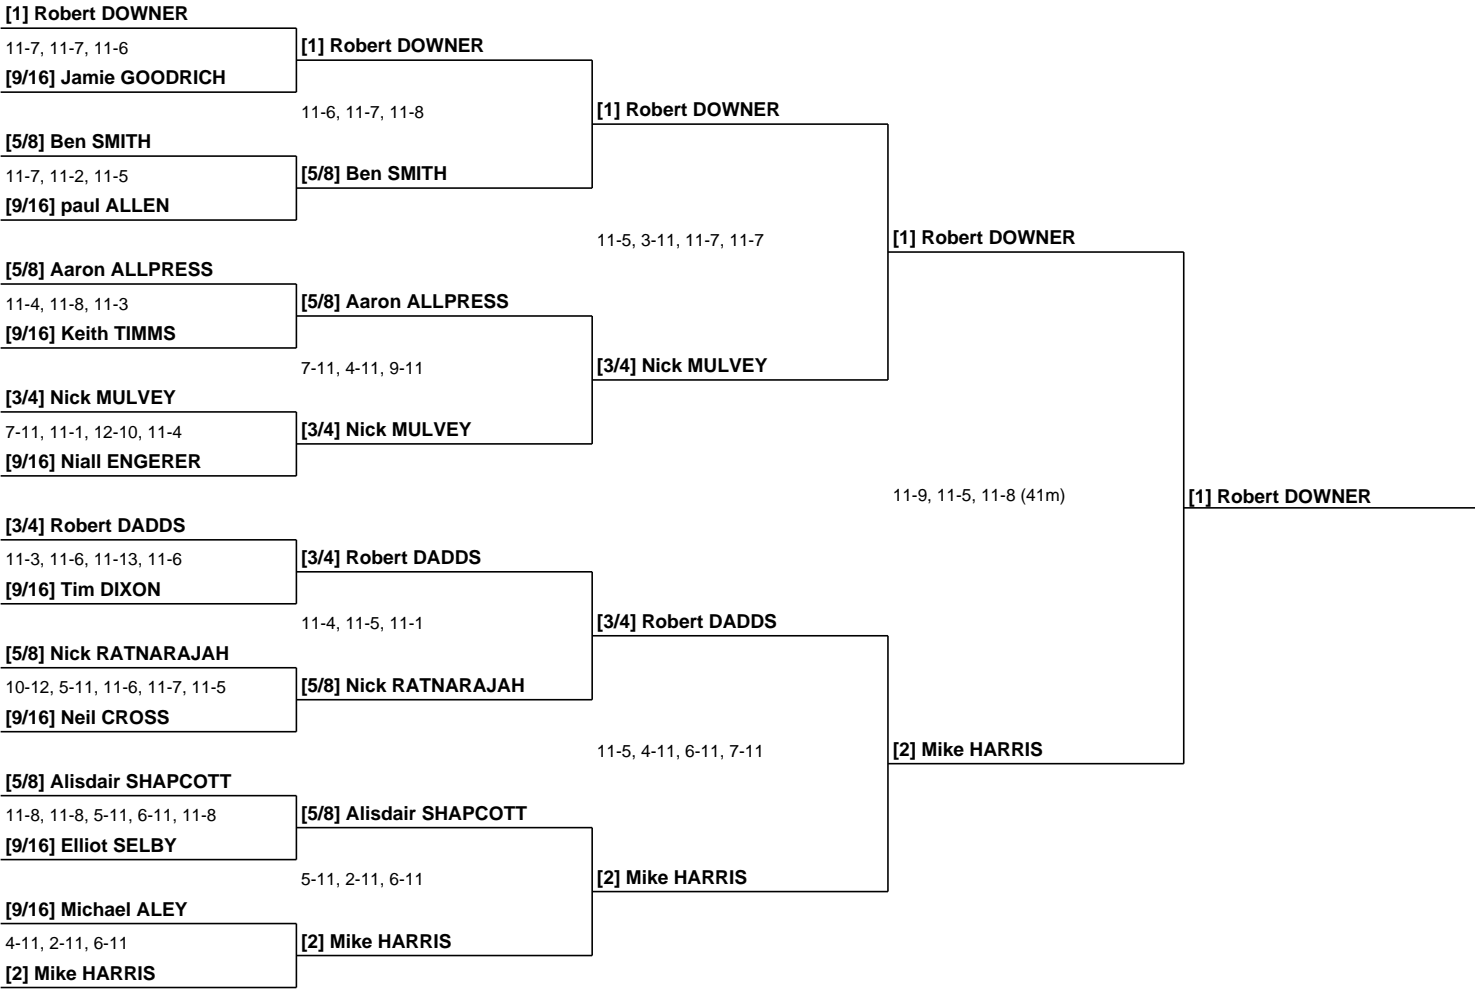 [1] Robert DOWNER
11-7, 11-7, 11-6
[9/16] Jamie GOODRICH
[5/8] Ben SMITH
11-7, 11-2, 11-5
[9/16] paul ALLEN
[5/8] Aaron ALLPRESS
11-4, 11-8, 11-3
[9/16] Keith TIMMS
[3/4] Nick MULVEY
7-11, 11-1, 12-10, 11-4
[9/16] Niall ENGERER
[3/4] Robert DADDS
11-3, 11-6, 11-13, 11-6
[9/16] Tim DIXON
[5/8] Nick RATNARAJAH
10-12, 5-11, 11-6, 11-7, 11-5
[9/16] Neil CROSS
[5/8] Alisdair SHAPCOTT
11-8, 11-8, 5-11, 6-11, 11-8
[9/16] Elliot SELBY
[9/16] Michael ALEY
4-11, 2-11, 6-11
[2] Mike HARRIS
[1] Robert DOWNER
11-6, 11-7, 11-8
[5/8] Ben SMITH
[5/8] Aaron ALLPRESS
7-11, 4-11, 9-11
[3/4] Nick MULVEY
[3/4] Robert DADDS
11-4, 11-5, 11-1
[5/8] Nick RATNARAJAH
[5/8] Alisdair SHAPCOTT
5-11, 2-11, 6-11
[2] Mike HARRIS
[1] Robert DOWNER
11-5, 3-11, 11-7, 11-7
[3/4] Nick MULVEY
[3/4] Robert DADDS
11-5, 4-11, 6-11, 7-11
[2] Mike HARRIS
[1] Robert DOWNER
11-9, 11-5, 11-8 (41m)
[2] Mike HARRIS
[1] Robert DOWNER